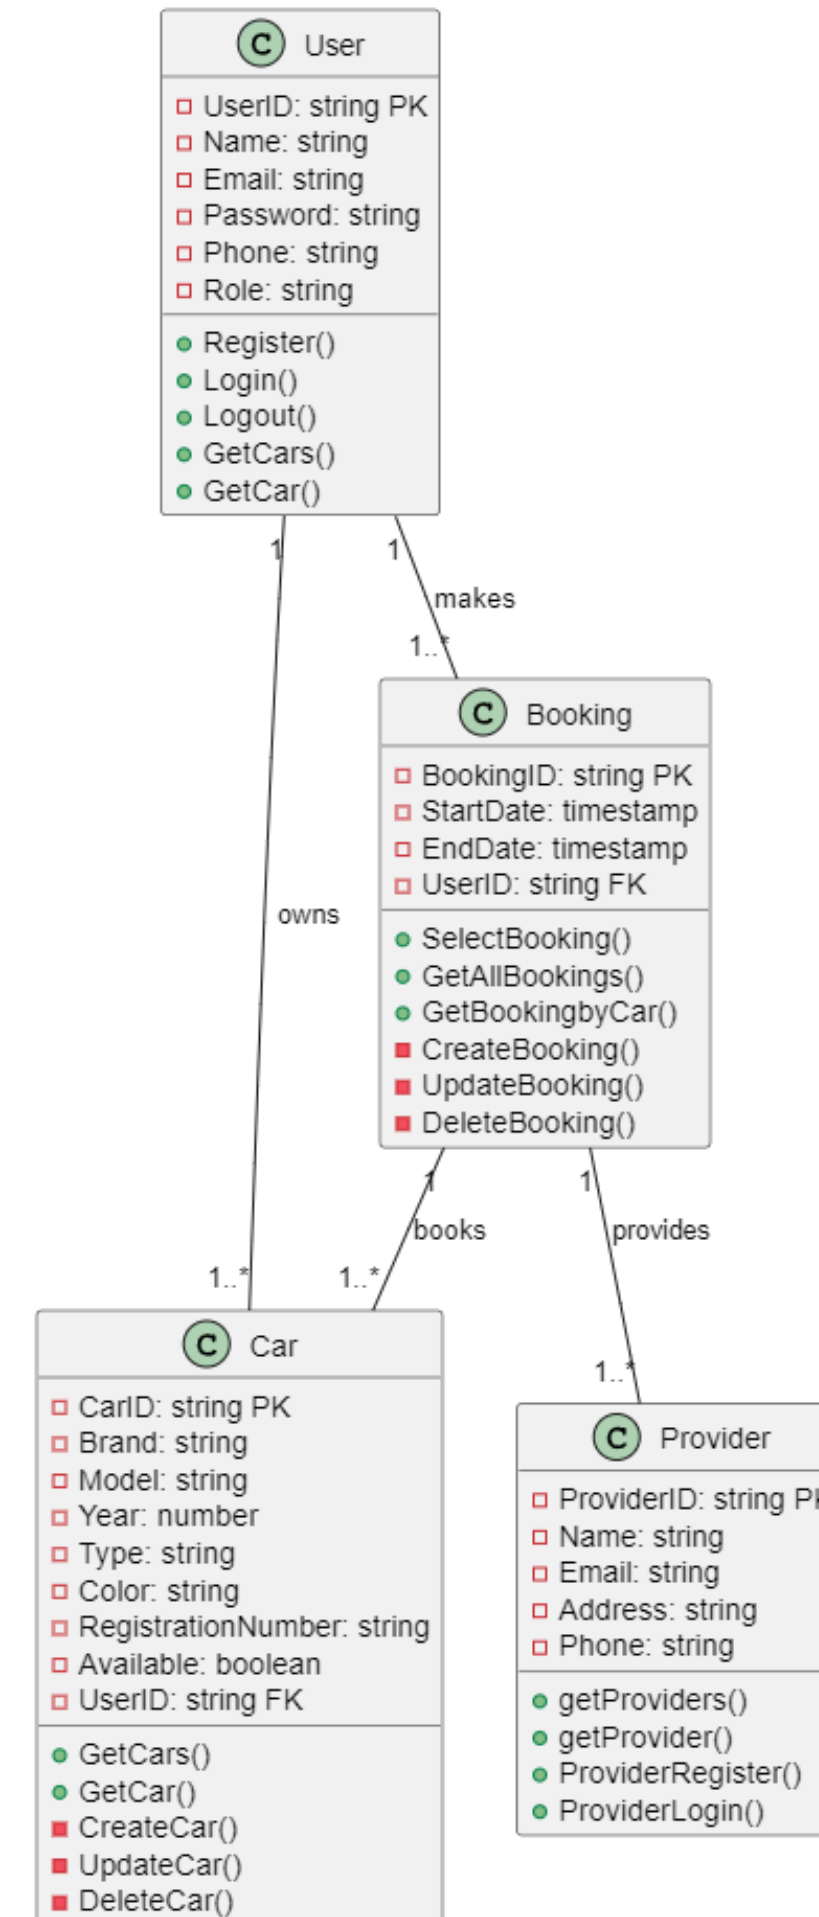 C User
UserID: string PK
Name: string
Email: string
Password: string
Phone: string
Role: string
Register()
Login()
Logout()
GetCars()
GetCar()
1
1
makes
1..*
C Booking
BookingID: string PK
StartDate: timestamp
EndDate: timestamp
UserID: string FK
owns
SelectBooking()
GetAllBookings()
GetBookingbyCar()
CreateBooking()
UpdateBooking()
DeleteBooking()
1
1
books
provides
1..*
1..*
1..*
C Car
CarID: string PK
Brand: string
Model: string
Year: number
Type: string
Color: string
RegistrationNumber: string
Available: boolean
UserID: string FK
GetCars()
GetCar()
CreateCar()
UpdateCar()
DeleteCar()
C Provider
ProviderID: string PK
Name: string
Email: string
Address: string
Phone: string
getProviders()
getProvider()
ProviderRegister()
ProviderLogin()